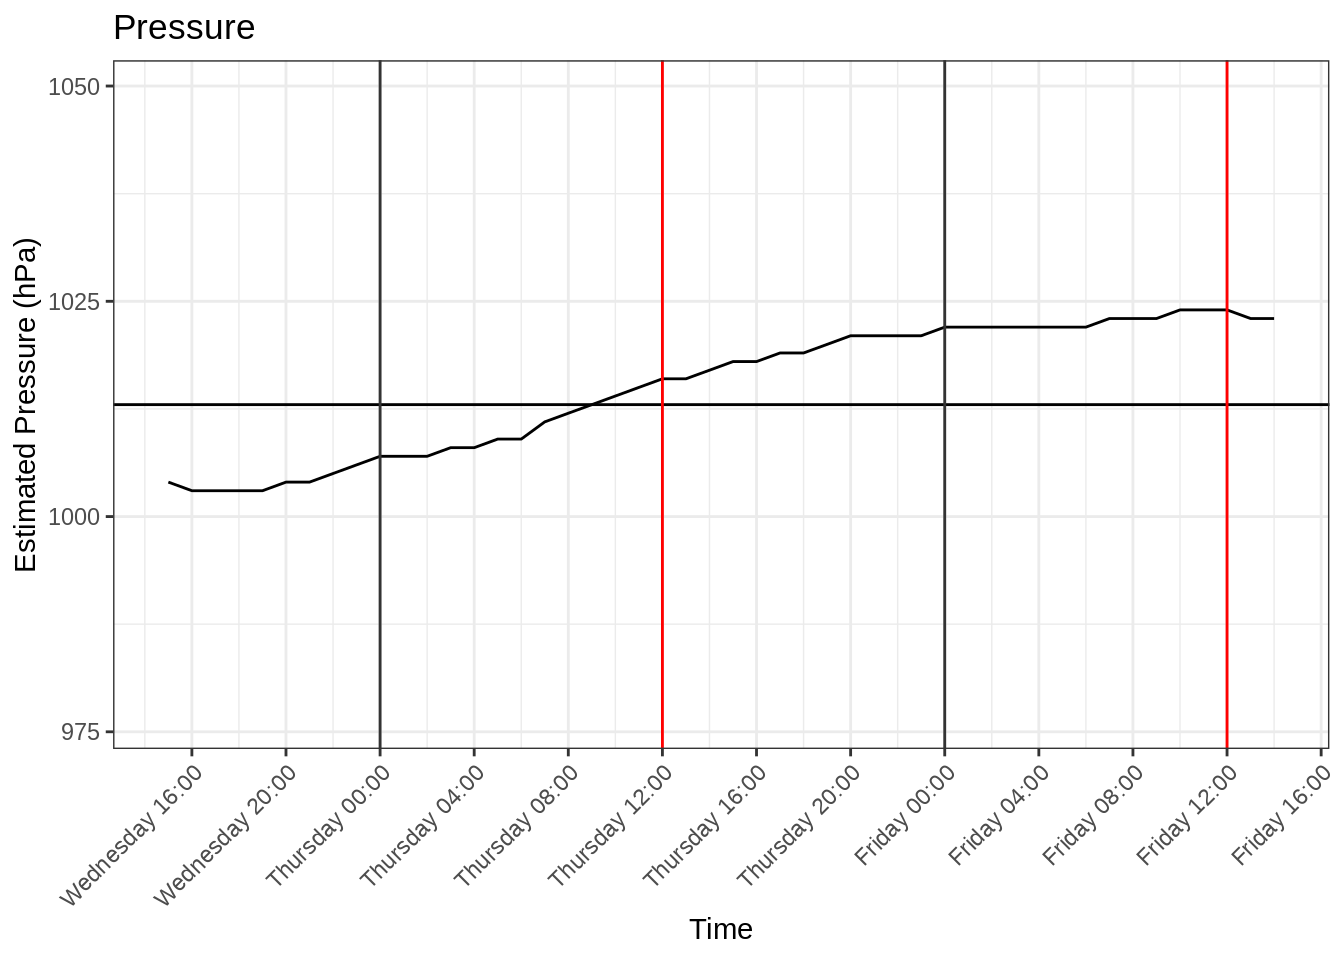 Pressure
Estimated Pressure (hPa)
1050
1025
1000
975
Wednesday 16:00
Wednesday 20:00
Thursday 00:00
Thursday 04:00
Thursday 08:00
Thursday 12:00
Thursday 16:00
Thursday 20:00
Friday 00:00
Friday 04:00
Friday 08:00
Friday 12:00
Friday 16:00
Time